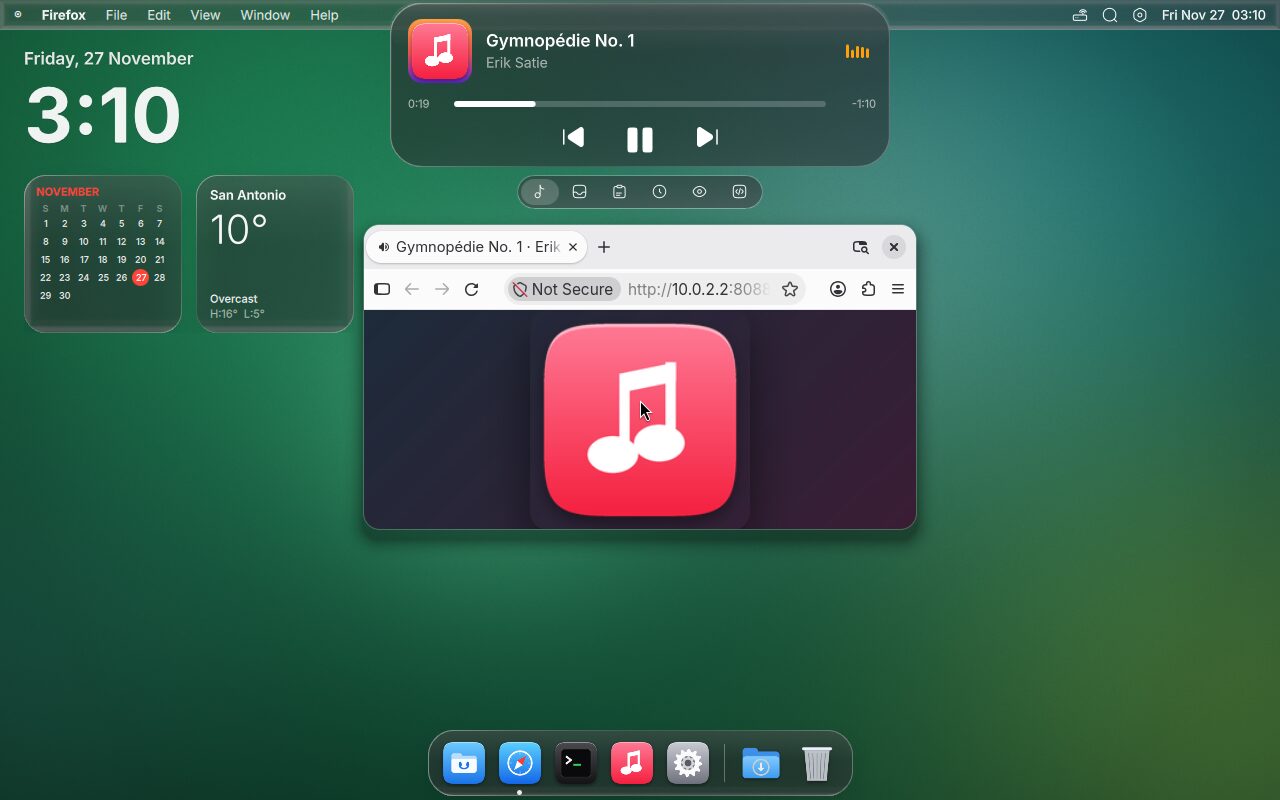 Firefox File Edit View Window Help
Fri Nov 27 03:10
Friday, 27 November
3:10
NOVEMBER
S M T W T F S
1 2 3 4 5 6 7
8 9 10 11 12 13 14
15 16 17 18 19 20 21
22 23 24 25 26 27 28
29 30
San Antonio
10°
Overcast
H:16° L:5°
Gymnopédie No. 1
Erik Satie
0:19
-1:10
Gymnopédie No. 1 · Erik
Not Secure http://10.0.2.2:8088